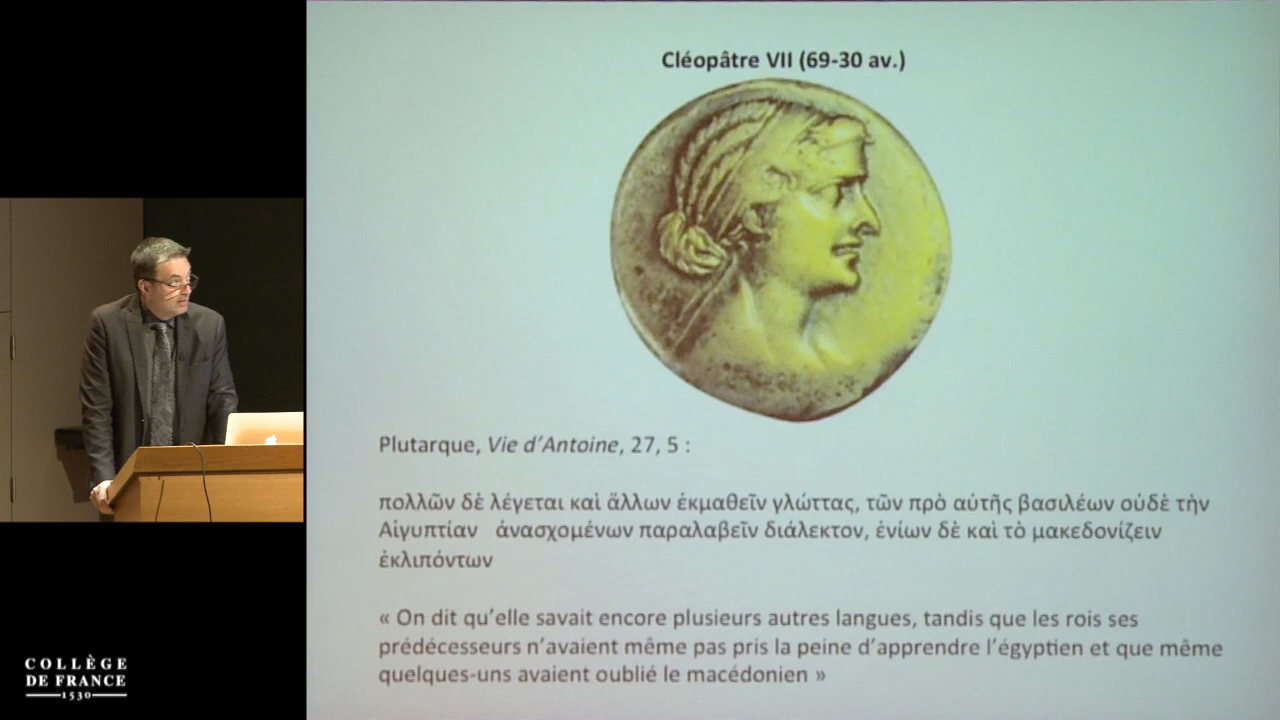 Cléopâtre VII (69-30 av.)
Plutarque, Vie d’Antoine, 27, 5 :
πολλῶν δὲ λέγεται καὶ ἄλλων ἐκμαθεῖν γλώττας, τῶν πρὸ αὐτῆς βασιλέων οὐδὲ τὴν
Αἰγυπτίαν ἀνασχομένων παραλαβεῖν διάλεκτον, ἐνίων δὲ καὶ τὸ μακεδονίζειν
ἐκλιπόντων
« On dit qu’elle savait encore plusieurs autres langues, tandis que les rois ses
prédécesseurs n’avaient même pas pris la peine d’apprendre l’égyptien et que même
quelques-uns avaient oublié le macédonien »
COLLÈGE
DE FRANCE
1530